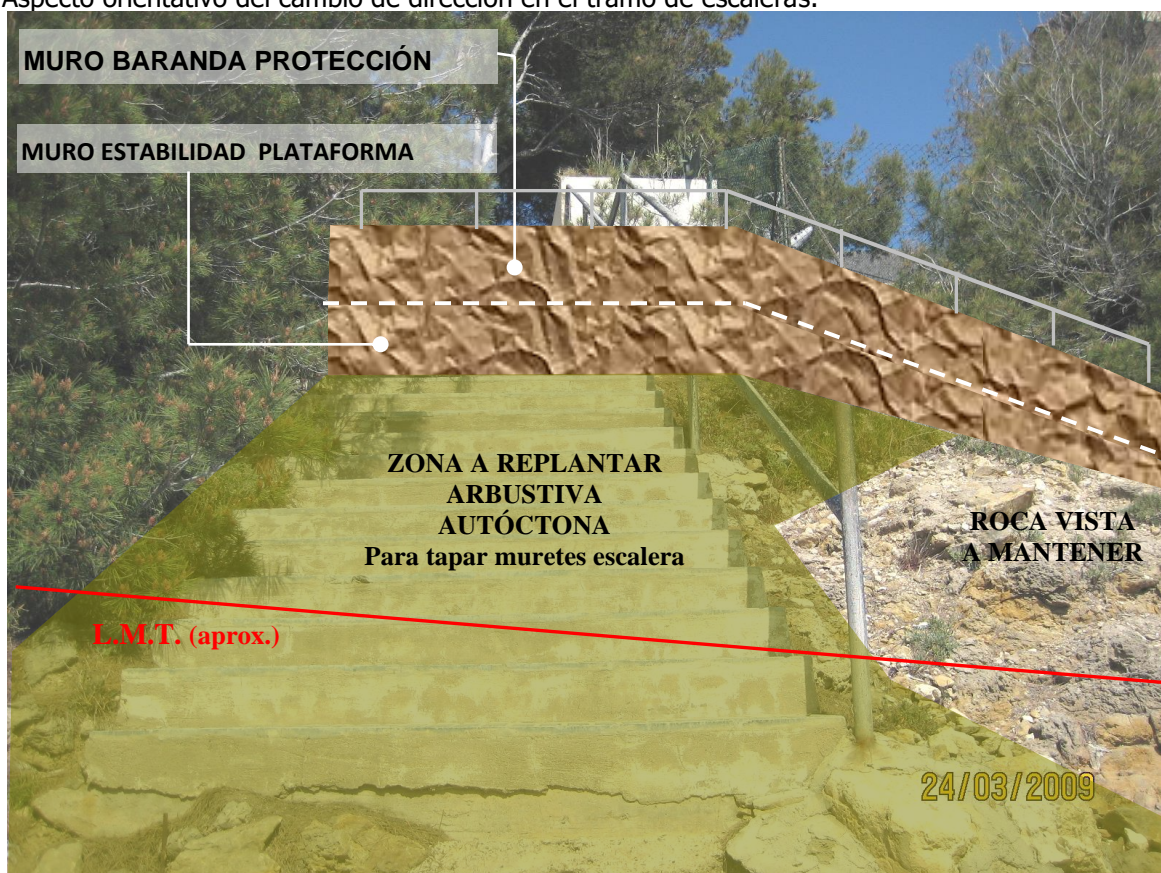 Aspecto orientativo del cambio de dirección en el tramo de escaleras.
MURO BARANDA PROTECCIÓN
MURO ESTABILIDAD PLATAFORMA
ZONA A REPLANTAR
ARBUSTIVA
AUTÓCTONA
Para tapar muretes escalera
ROCA VISTA
A MANTENER
L.M.T. (aprox.)
24/03/2009